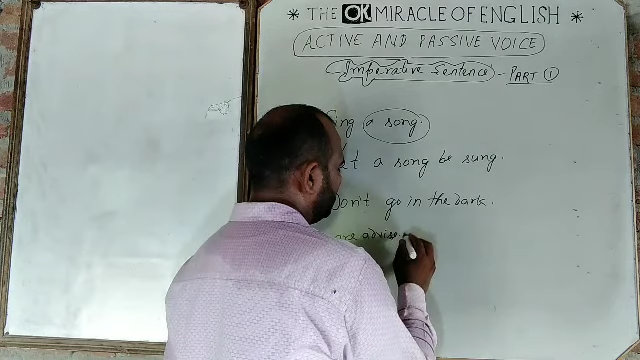 * THE OK MIRACLE OF ENGLISH *
ACTIVE AND PASSIVE VOICE
Imperative Sentence - PART 1
a song.
a song be sung.
Don't go in the dark.
are advise